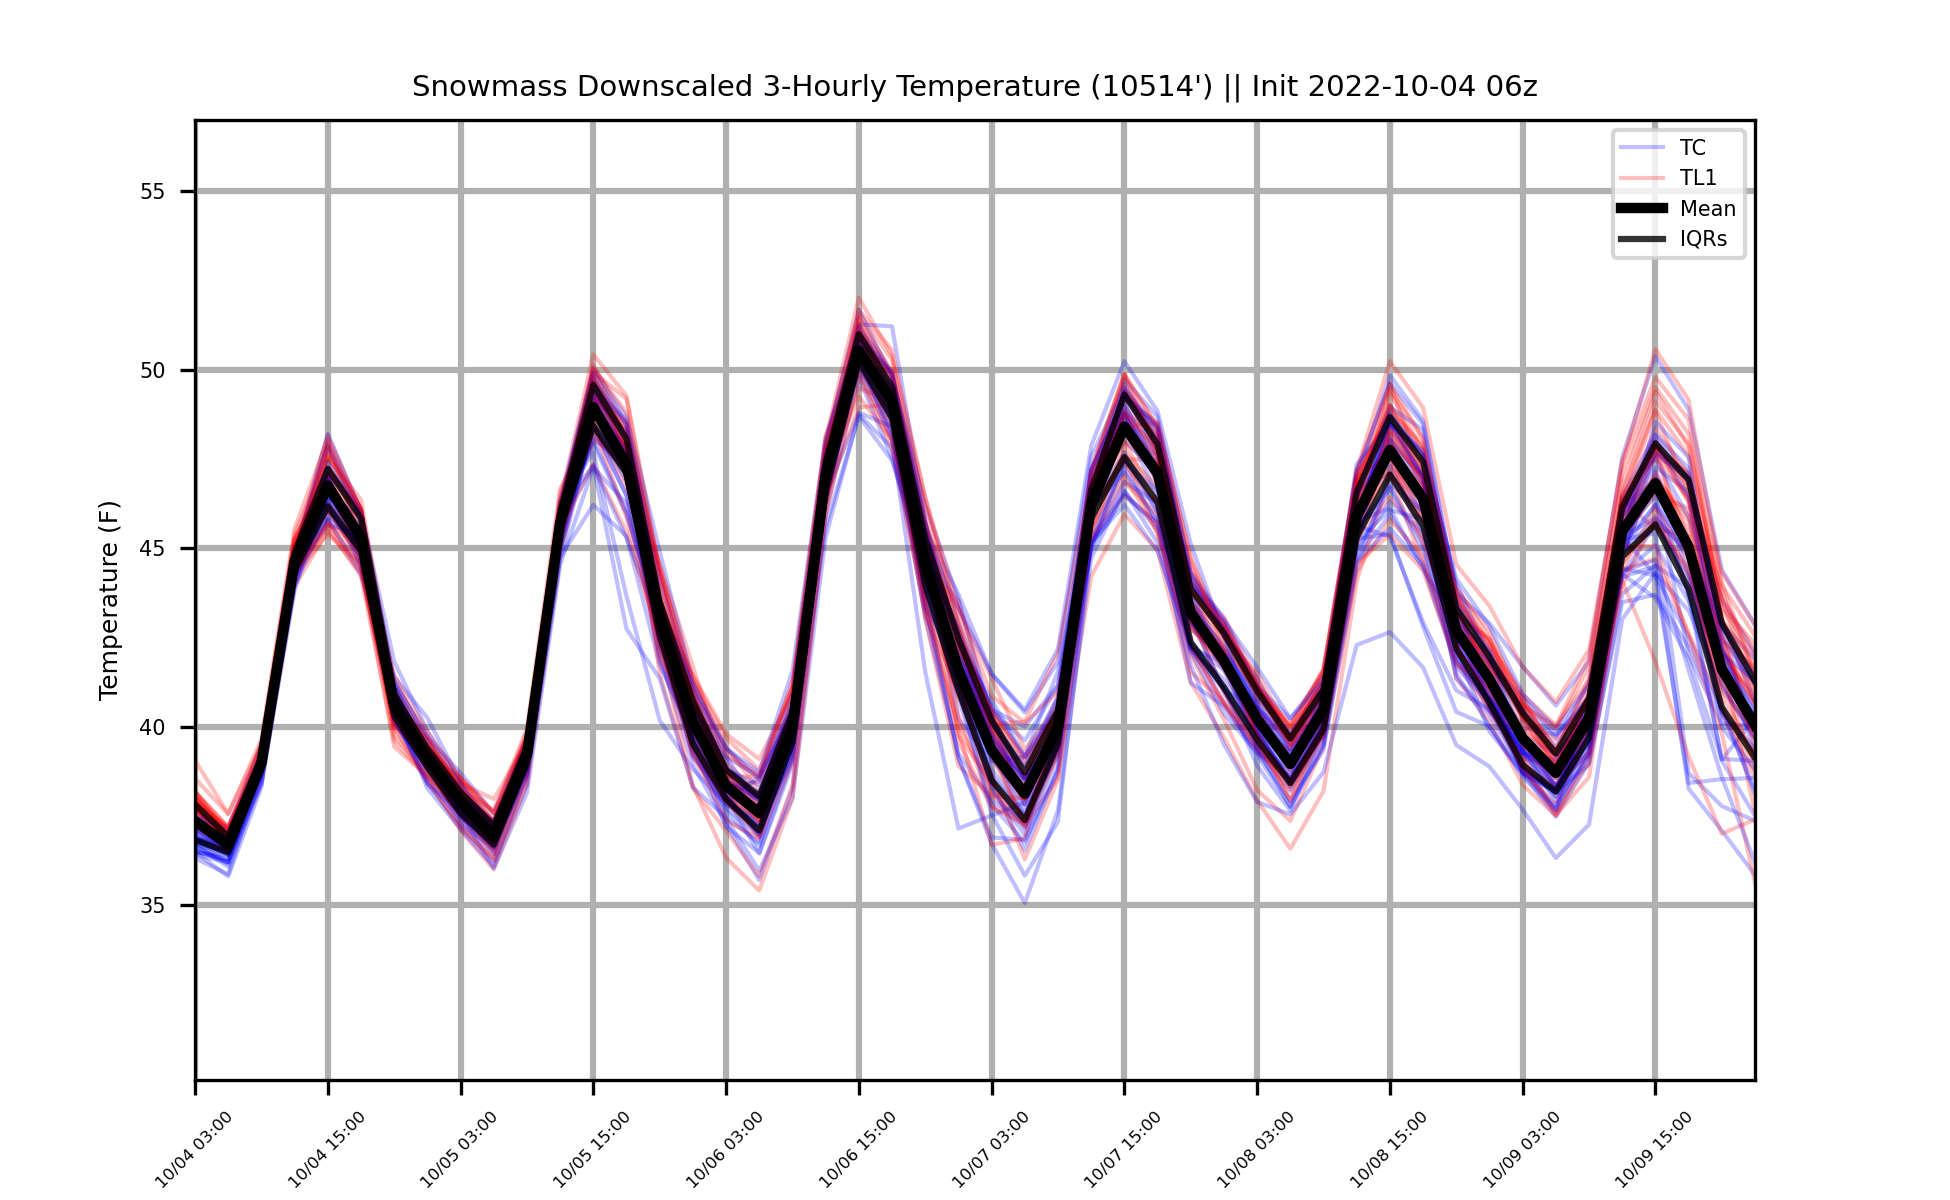 Snowmass Downscaled 3-Hourly Temperature (10514') || Init 2022-10-04 06z
TC
TL1
Mean
IQRs
Temperature (F)
55
50
45
40
35
10/04 03:00
10/04 15:00
10/05 03:00
10/05 15:00
10/06 03:00
10/06 15:00
10/07 03:00
10/07 15:00
10/08 03:00
10/08 15:00
10/09 03:00
10/09 15:00